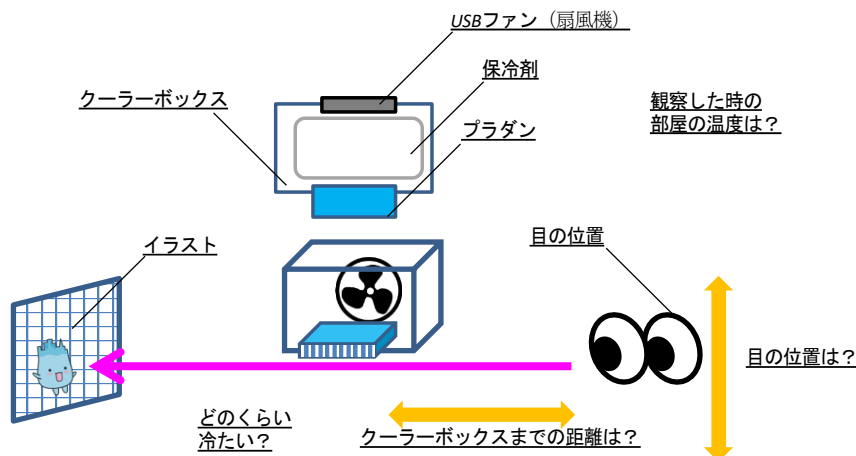 USBファン（扇風機）
保冷剤
クーラーボックス
観察した時の
部屋の温度は？
プラダン
イラスト
目の位置
目の位置は？
どのくらい
冷たい？
クーラーボックスまでの距離は？